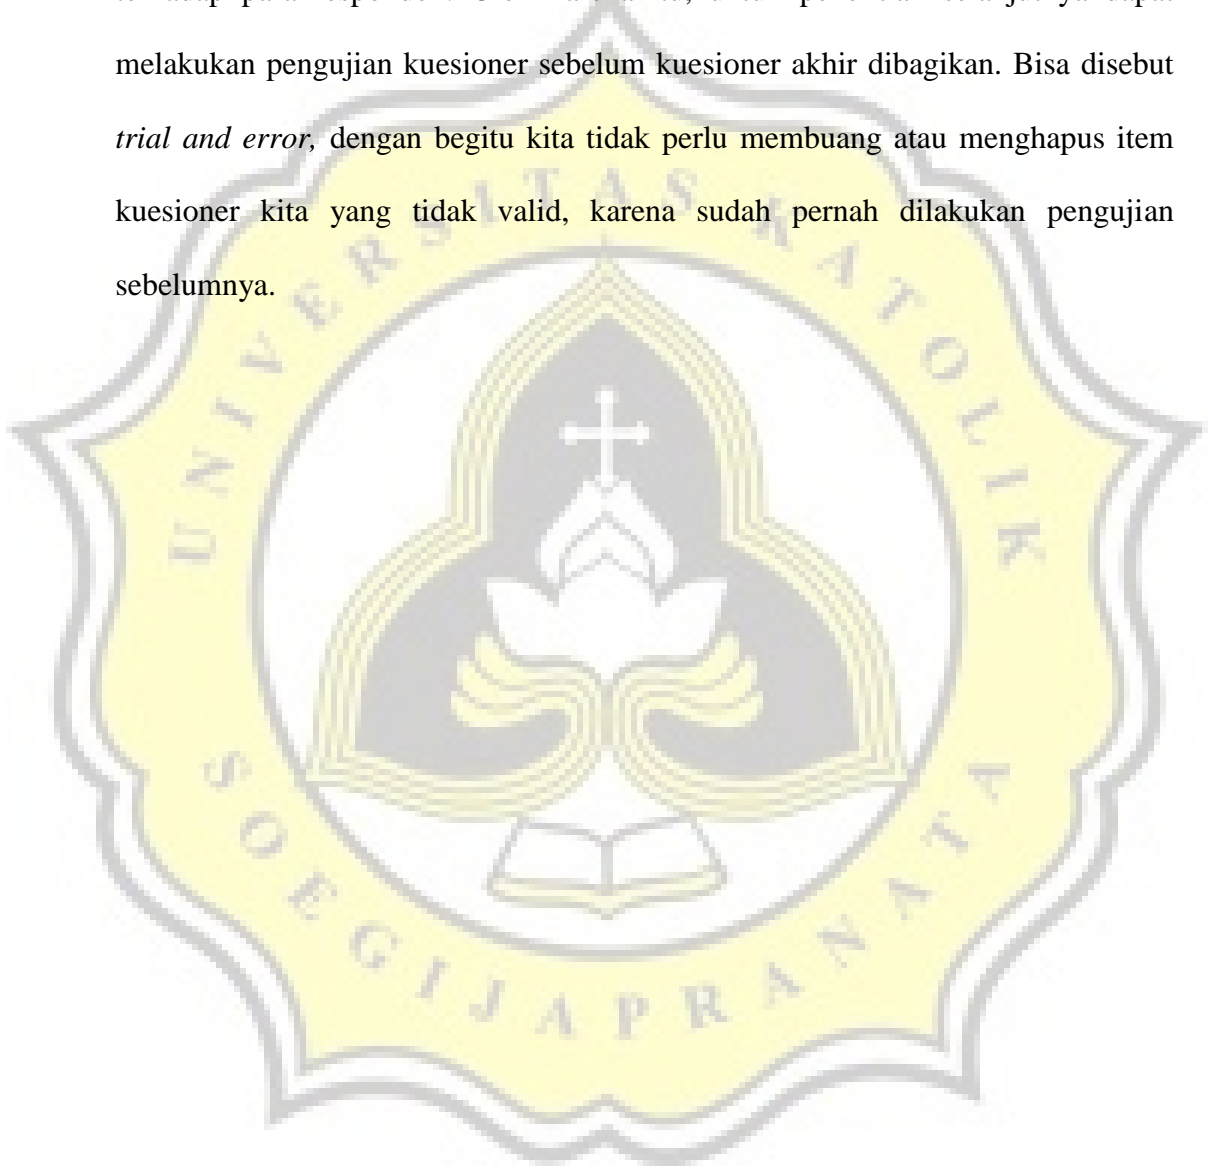 melakukan pengujian kuesioner sebelum kuesioner akhir dibagikan. Bisa disebut
trial and error, dengan begitu kita tidak perlu membuang atau menghapus item
kuesioner kita yang tidak valid, karena sudah pernah dilakukan pengujian
sebelumnya.
UNIVERSITAS KATOLIK
SOEGIJAPRANATA